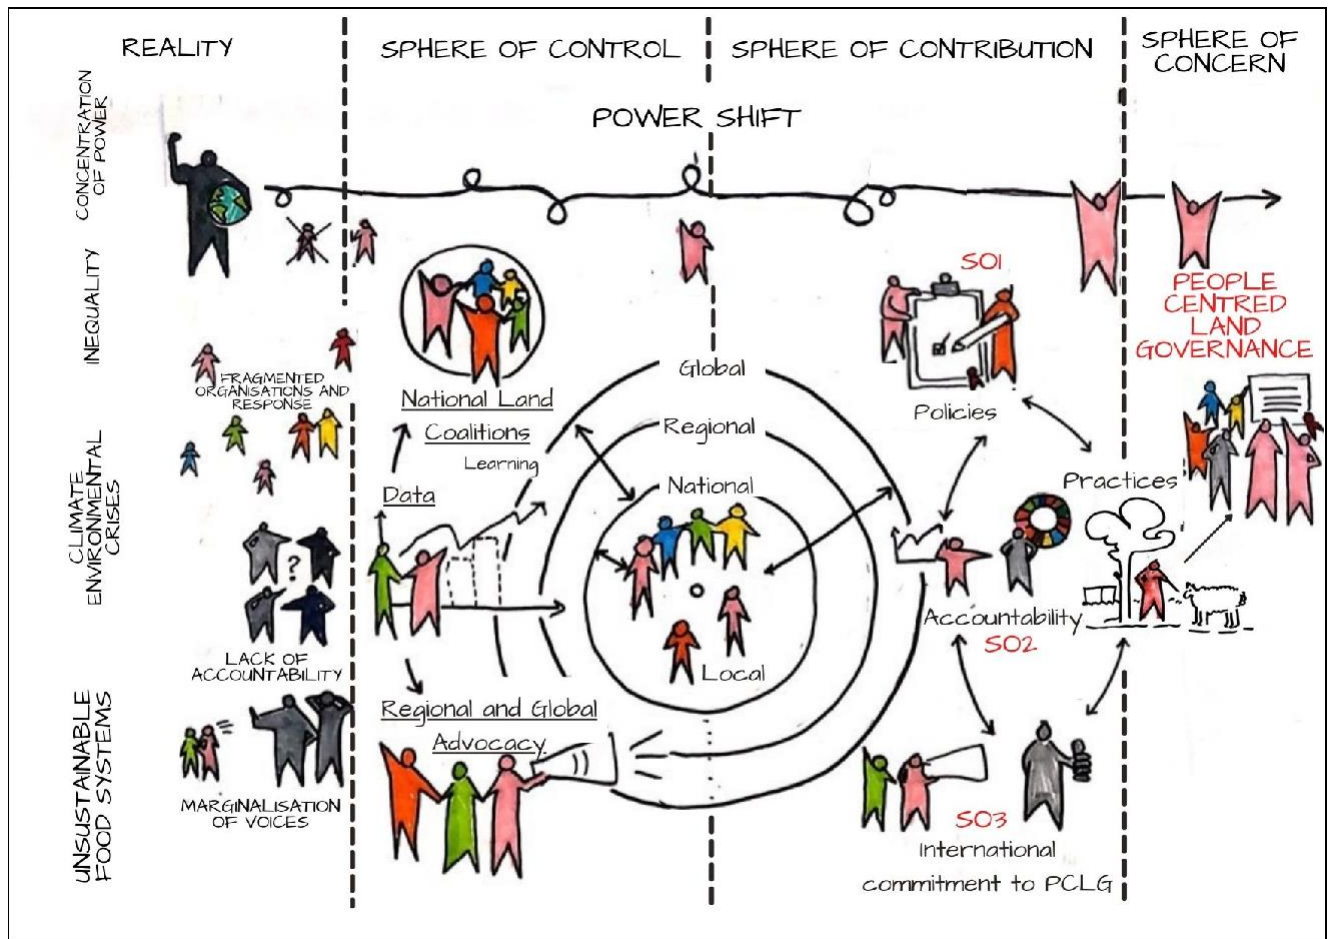 REALITY
SPHERE OF CONTROL
SPHERE OF CONTRIBUTION
SPHERE OF
CONCERN
POWER SHIFT
CONCENTRATION
OF POWER
INEQUALITY
CLIMATE
ENVIRONMENTAL
CRISES
UNSUSTAINABLE
FOOD SYSTEMS
FRAGMENTED
ORGANISATIONS AND
RESPONSE
?
LACK OF
ACCOUNTABILITY
MARGINALISATION
OF VOICES
National Land
Coalitions
Learning
Data
Regional and Global
Advocacy
Global
Regional
National
Local
SO1
Policies
Practices
Accountability
SO2
SO3
International
commitment to PCLG
PEOPLE
CENTRED
LAND
GOVERNANCE